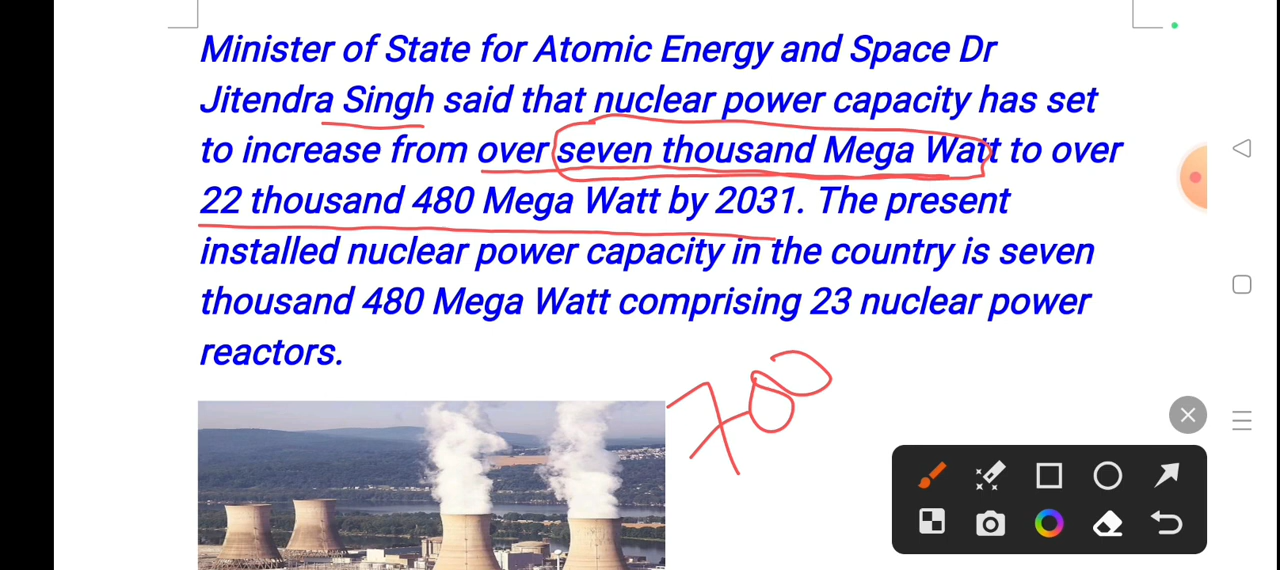 Minister of State for Atomic Energy and Space Dr
Jitendra Singh said that nuclear power capacity has set
to increase from over seven thousand Mega Watt to over
22 thousand 480 Mega Watt by 2031. The present
installed nuclear power capacity in the country is seven
thousand 480 Mega Watt comprising 23 nuclear power
reactors.
700